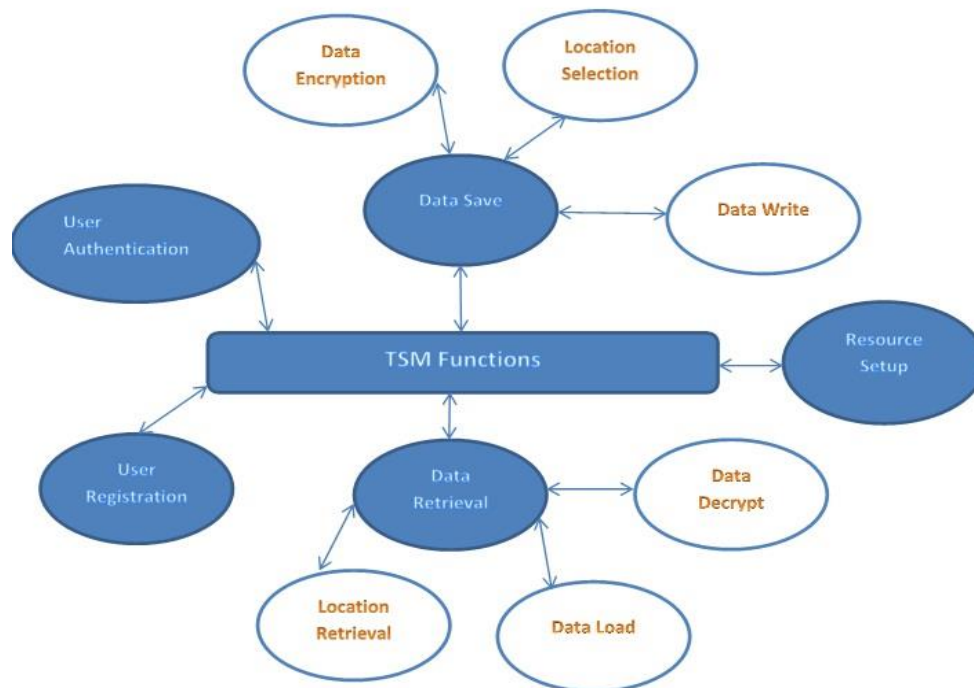 Data
Encryption
Location
Selection
Data Save
User
Authentication
Data Write
TSM Functions
Resource
Setup
User
Registration
Data
Retrieval
Data
Decrypt
Location
Retrieval
Data Load